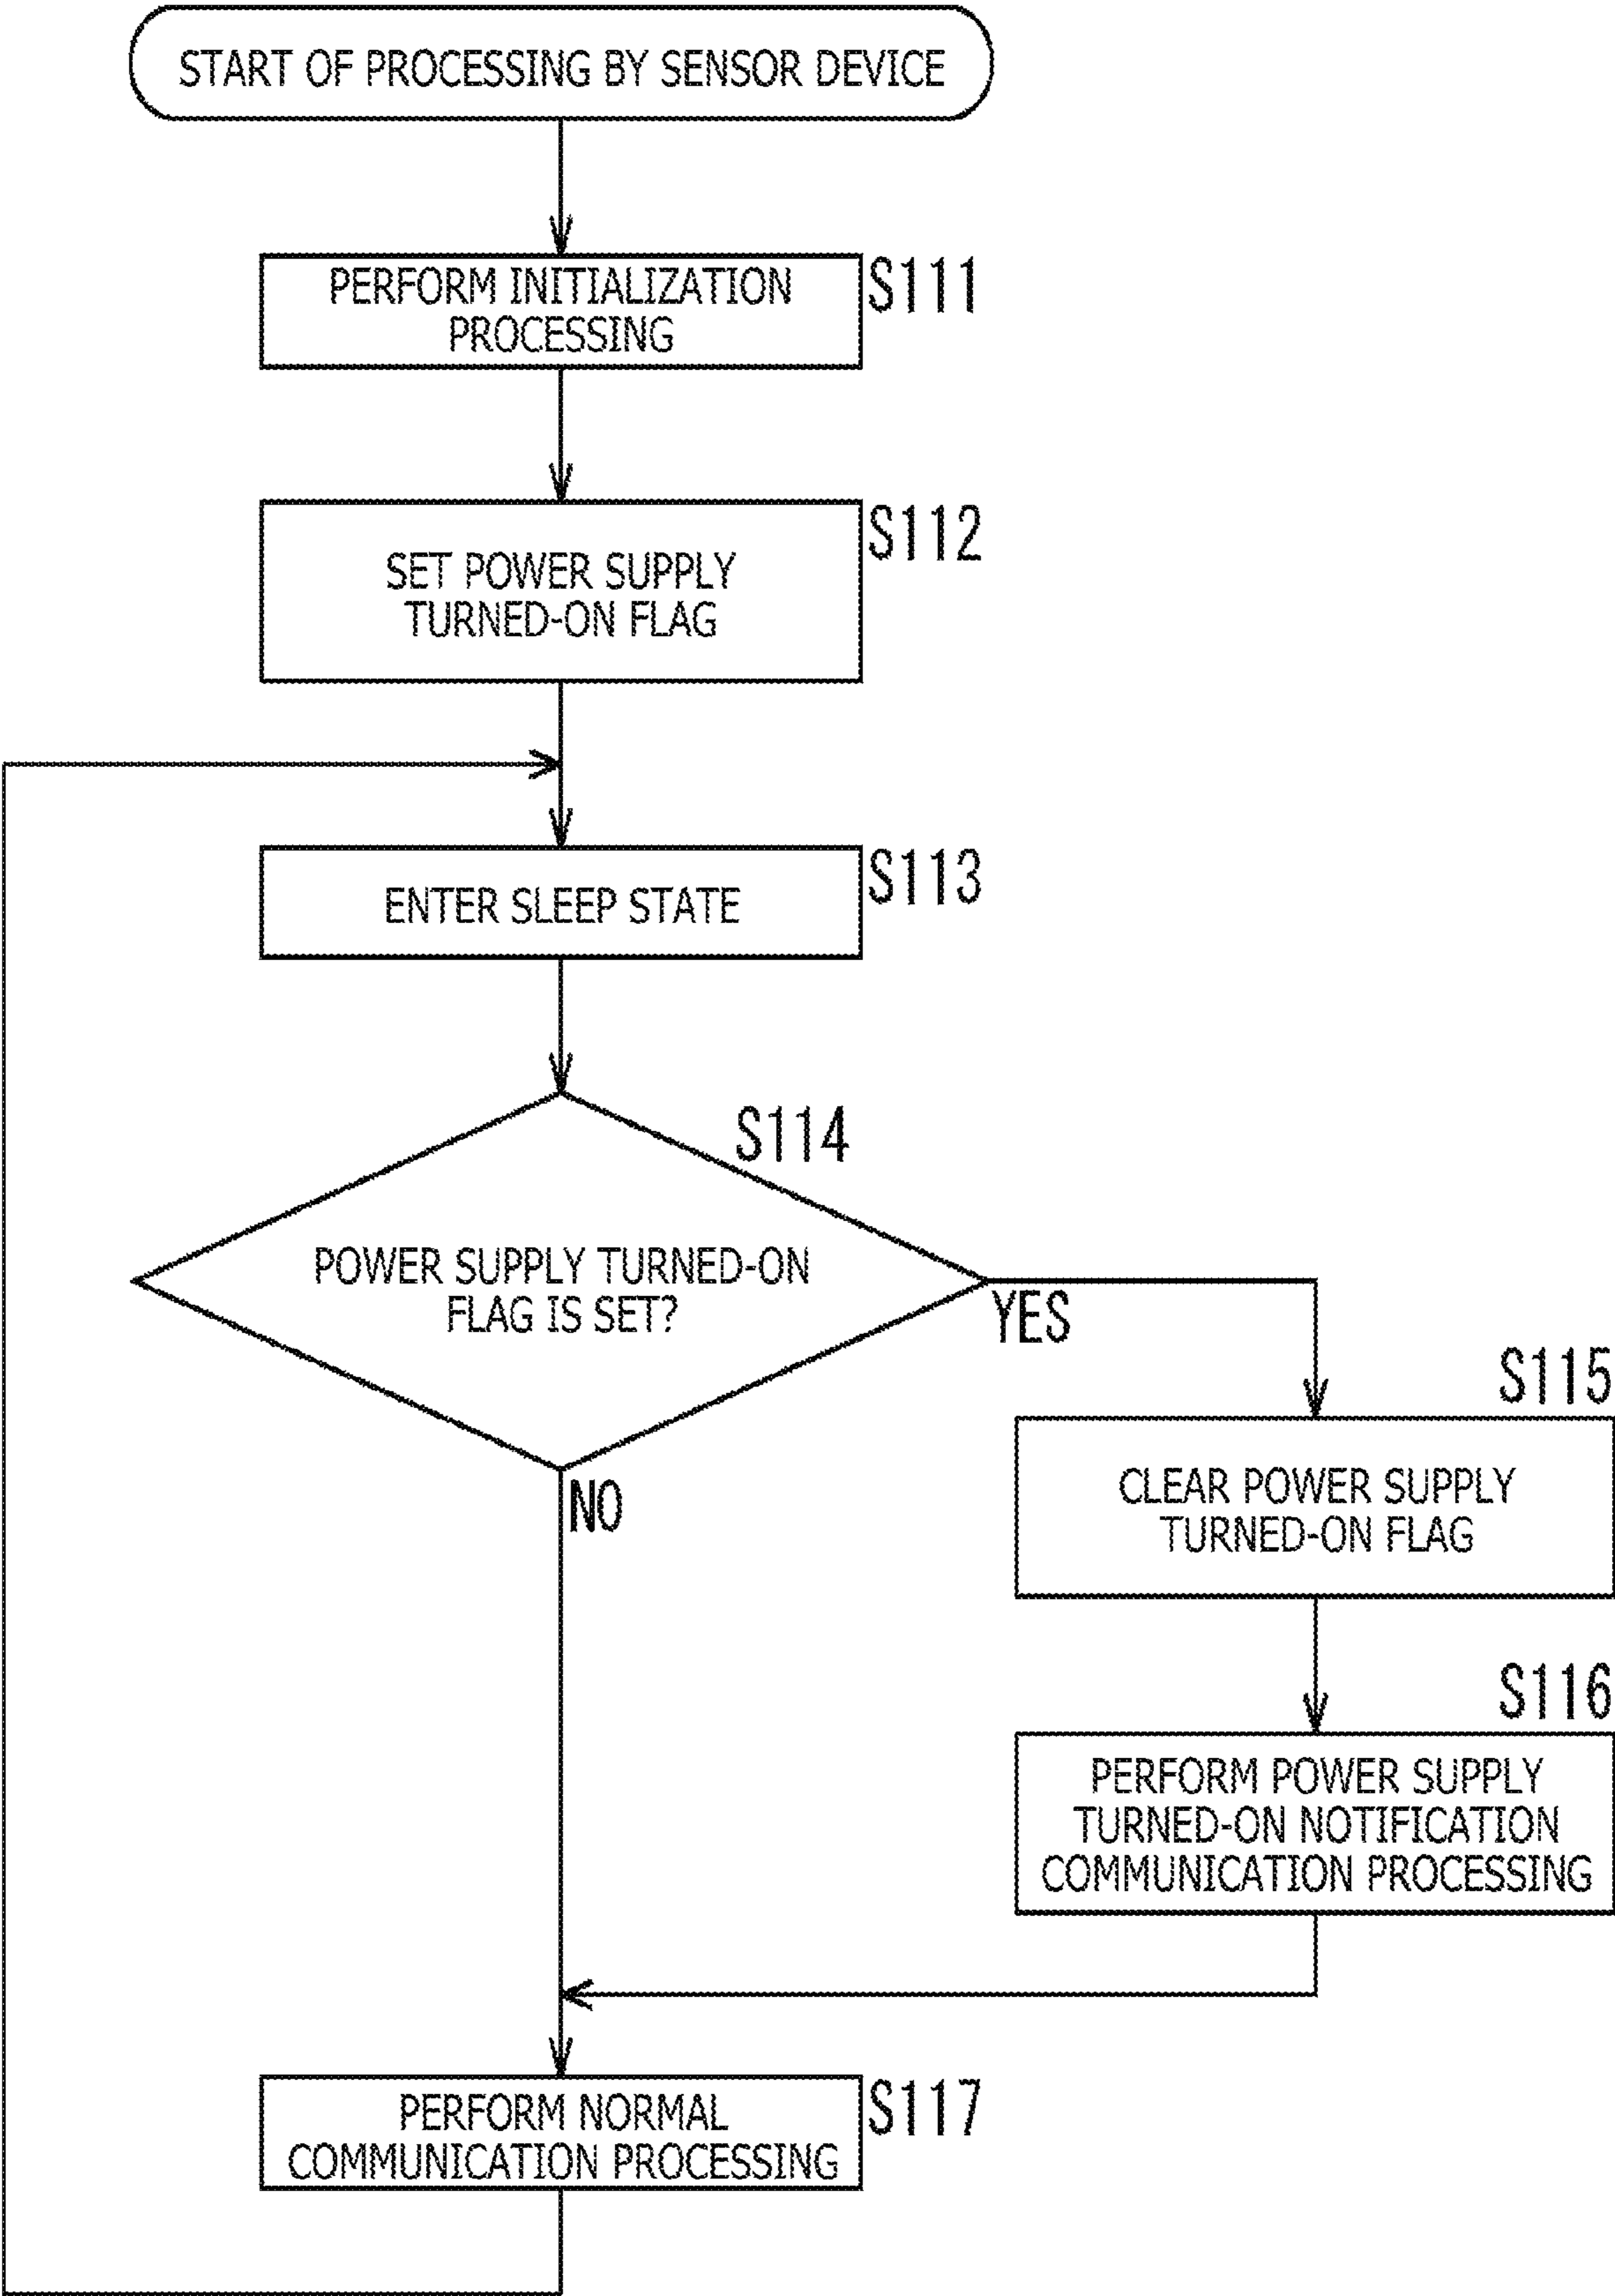 START OF PROCESSING BY SENSOR DEVICE
PERFORM INITIALIZATION
PROCESSING
S111
SET POWER SUPPLY
TURNED-ON FLAG
S112
ENTER SLEEP STATE
S113
S114
POWER SUPPLY TURNED-ON
FLAG IS SET?
YES
NO
S115
CLEAR POWER SUPPLY
TURNED-ON FLAG
S116
PERFORM POWER SUPPLY
TURNED-ON NOTIFICATION
COMMUNICATION PROCESSING
PERFORM NORMAL
COMMUNICATION PROCESSING
S117